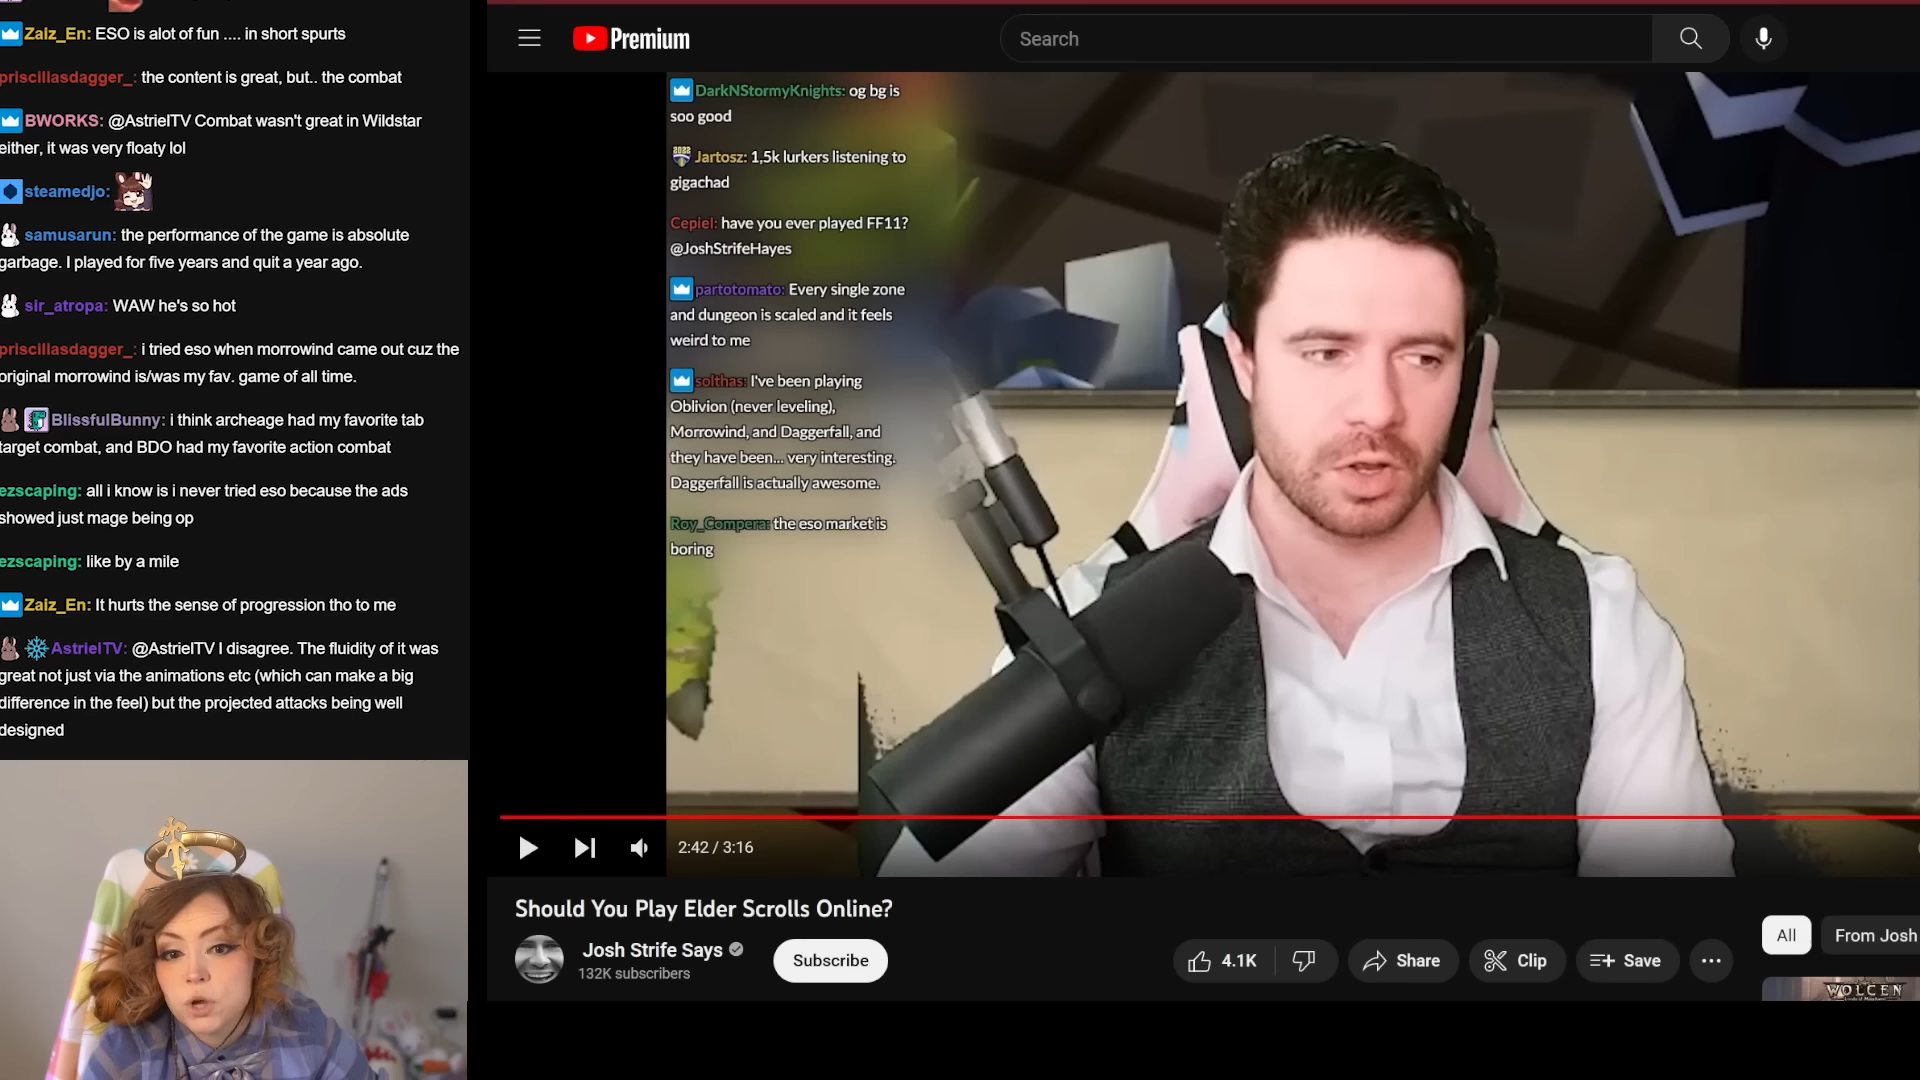 Zaiz_En: ESO is alot of fun .... in short spurts
priscillasdagger_: the content is great, but.. the combat
BWORKS: @AstrielTV Combat wasn't great in Wildstar
either, it was very floaty lol
steamedjo:
samusarun: the performance of the game is absolute
garbage. I played for five years and quit a year ago.
sir_atropa: WAW he's so hot
priscillasdagger_: i tried eso when morrowind came out cuz the
original morrowind is/was my fav. game of all time.
BlissfulBunny: i think archeage had my favorite tab
target combat, and BDO had my favorite action combat
ezscaping: all i know is i never tried eso because the ads
showed just mage being op
ezscaping: like by a mile
Zaiz_En: It hurts the sense of progression tho to me
AstrielTV: @AstrielTV I disagree. The fluidity of it was
great not just via the animations etc (which can make a big
difference in the feel) but the projected attacks being well
designed
Premium
Search
DarkNStormyKnights: og bg is
soo good
2022
Jartosz: 1,5k lurkers listening to
gigachad
Cepiel: have you ever played FF11?
@JoshStrifeHayes
partotomato: Every single zone
and dungeon is scaled and it feels
weird to me
solthas: I've been playing
Oblivion (never leveling),
Morrowind, and Daggerfall, and
they have been... very interesting.
Daggerfall is actually awesome.
Roy_Compera: the eso market is
boring
2:42 / 3:16
Should You Play Elder Scrolls Online?
Josh Strife Says
132K subscribers
Subscribe
4.1K
Share
Clip
Save
All
From Josh
WOLCEN